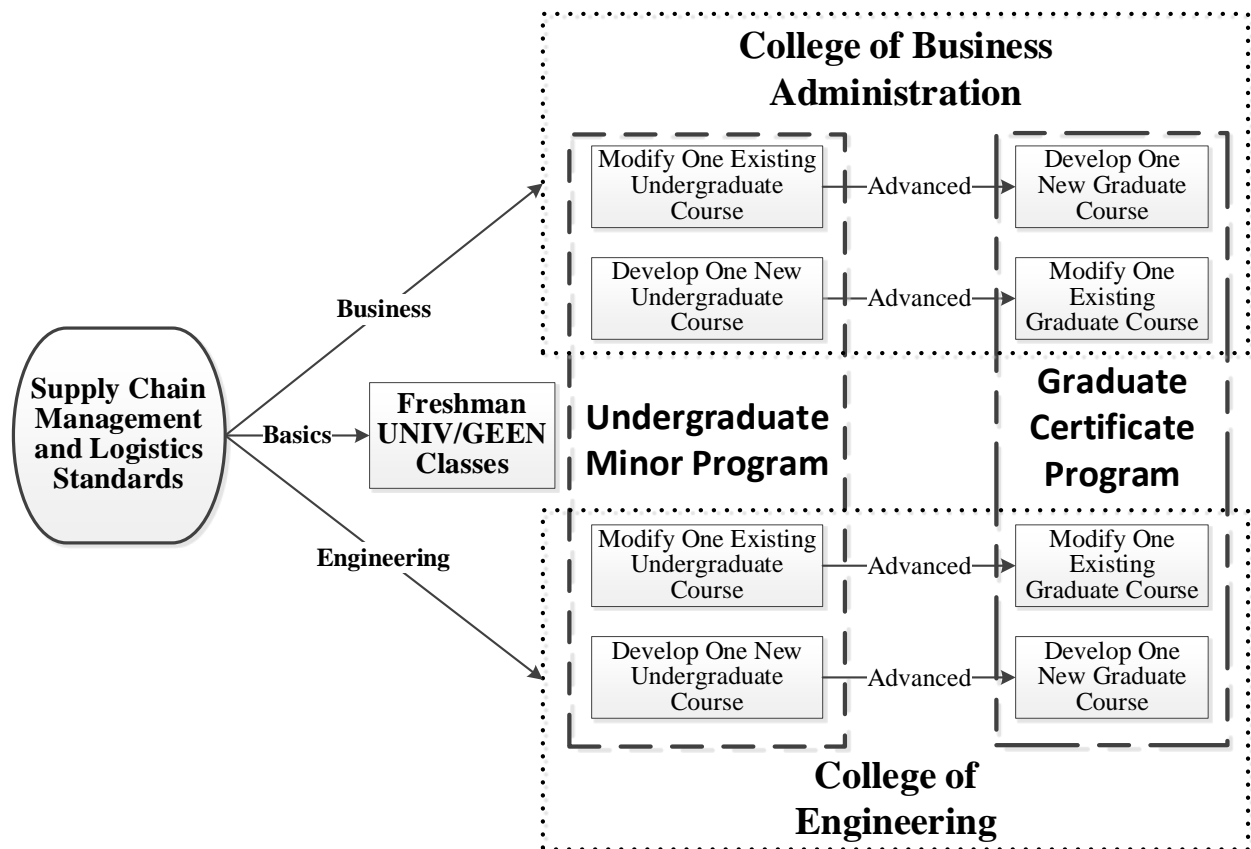 College of Business
Administration
Modify One Existing
Undergraduate
Course
Advanced
Develop One
New Graduate
Course
Develop One New
Undergraduate
Course
Advanced
Modify One
Existing
Graduate Course
Business
Supply Chain
Management
and Logistics
Standards
Basics
Freshman
UNIV/GEEN
Classes
Undergraduate
Minor Program
Graduate
Certificate
Program
Engineering
Modify One Existing
Undergraduate
Course
Advanced
Modify One
Existing
Graduate Course
Develop One New
Undergraduate
Course
Advanced
Develop One
New Graduate
Course
College of
Engineering